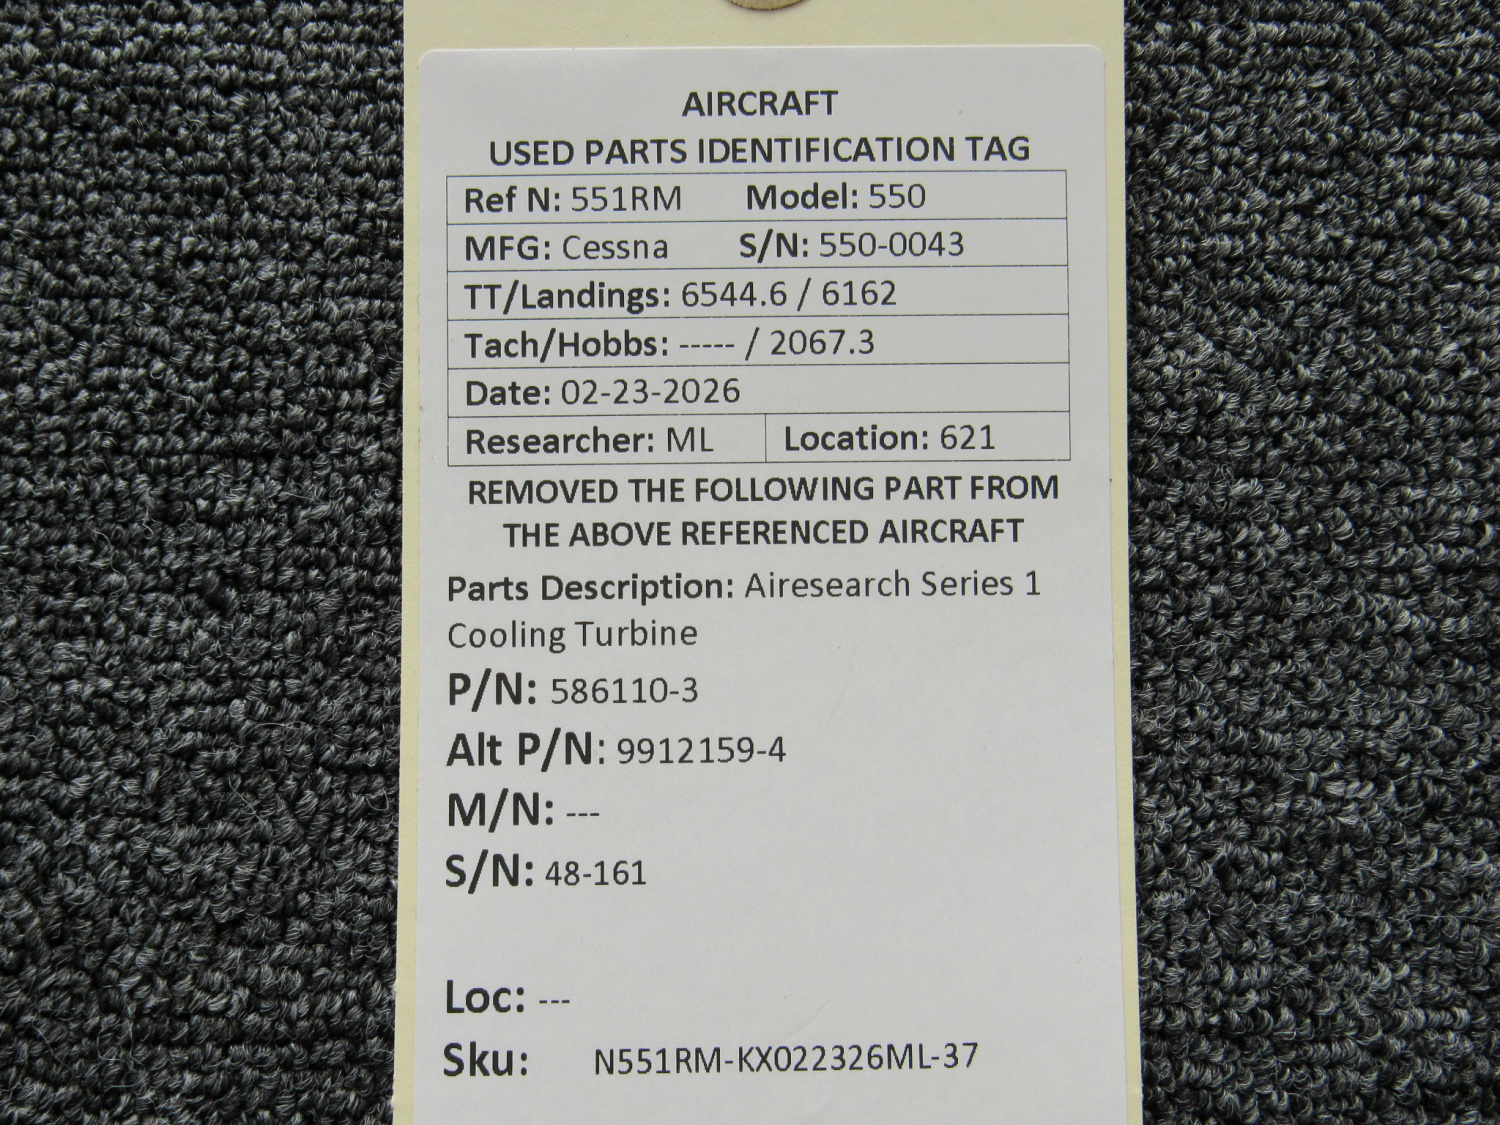 AIRCRAFT
USED PARTS IDENTIFICATION TAG
Ref N: 551RM Model: 550
MFG: Cessna S/N: 550-0043
TT/Landings: 6544.6 / 6162
Tach/Hobbs: ----- / 2067.3
Date: 02-23-2026
Researcher: ML Location: 621
REMOVED THE FOLLOWING PART FROM
THE ABOVE REFERENCED AIRCRAFT
Parts Description: Airesearch Series 1
Cooling Turbine
P/N: 586110-3
Alt P/N: 9912159-4
M/N: ---
S/N: 48-161
Loc: ---
Sku: N551RM-KX022326ML-37